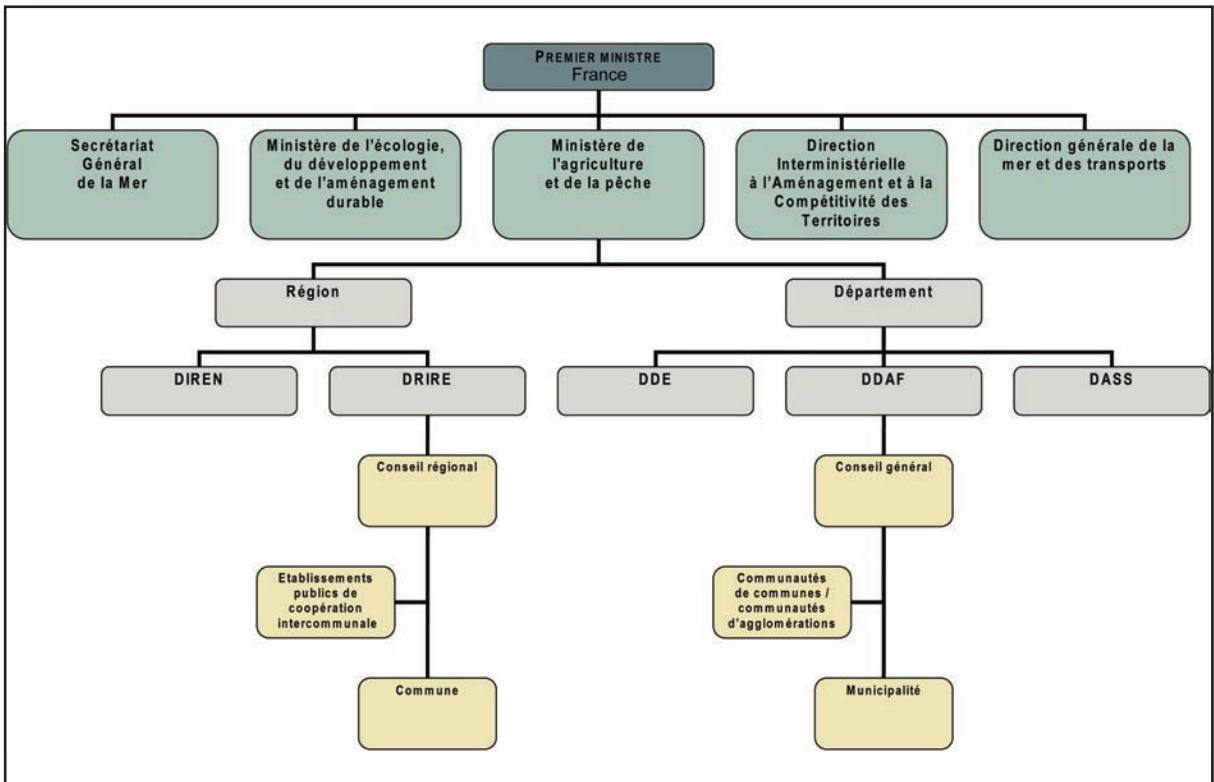 PREMIER MINISTRE
France
Secrétariat
Général
de la Mer
Ministère de l'écologie,
du développement
et de l'aménagement
durable
Ministère de
l'agriculture
et de la pêche
Direction
Interministérielle
à l'Aménagement et à la
Compétitivité des
Territoires
Direction générale de la
mer et des transports
Région
Département
DIREN
DRIRE
DDE
DDAF
DASS
Conseil régional
Conseil général
Etablissements
publics de
coopération
intercommunale
Communautés
de communes /
communautés
d'agglomérations
Commune
Municipalité